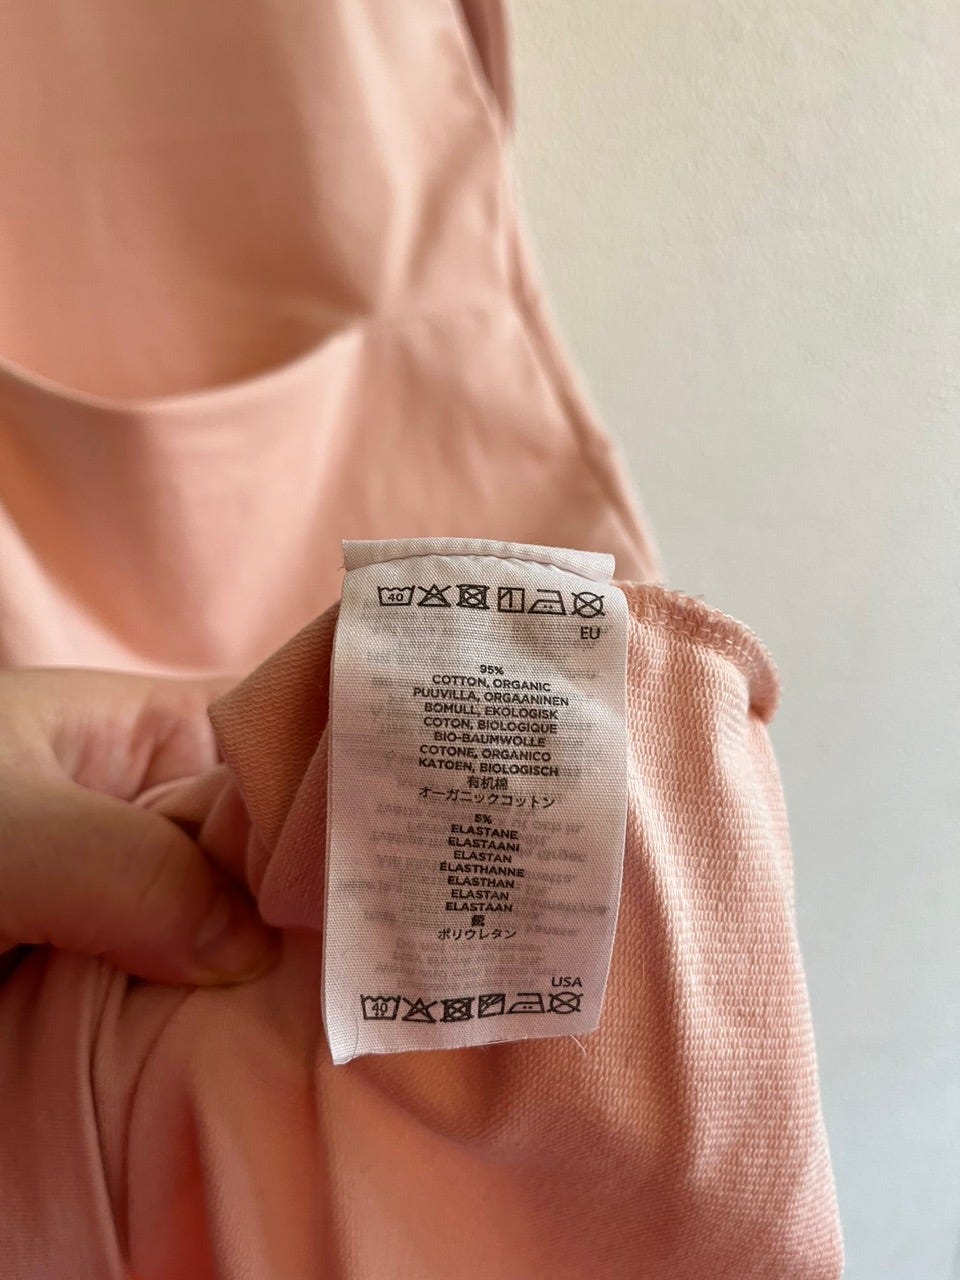 40
EU
95%
COTTON, ORGANIC
PUUVILLA, ORGAANINEN
BOMULL, EKOLOGISK
COTON, BIOLOGIQUE
BIO-BAUMWOLLE
COTONE, ORGANICO
KATOEN, BIOLOGISCH
有机棉
オーガニックコットン
5%
ELASTANE
ELASTAANI
ELASTAN
ÉLASTHANNE
ELASTHAN
ELASTAN
ELASTAAN
ポリウレタン
USA
40